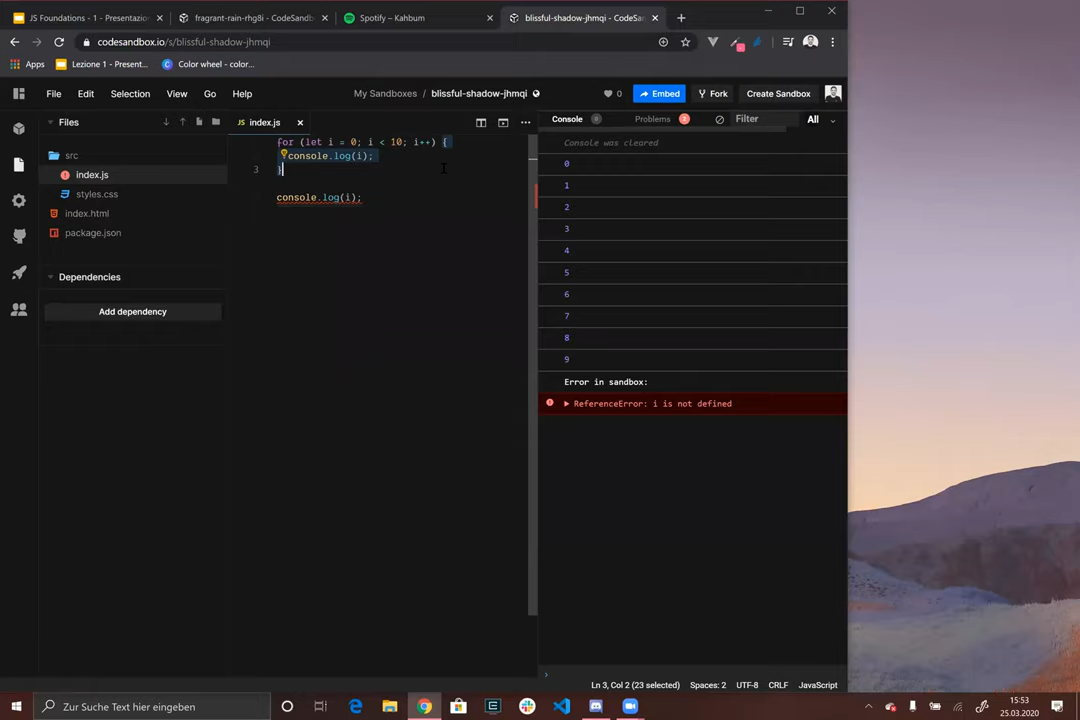 JS Foundations - 1 - Presentazio
fragrant-rain-rhg8i - CodeSandb
Spotify – Kahbum
blissful-shadow-jhmqi - CodeSan
codesandbox.io/s/blissful-shadow-jhmqi
Apps
Lezione 1 - Present...
Color wheel - color...
File
Edit
Selection
View
Go
Help
My Sandboxes / blissful-shadow-jhmqi
0
Embed
Fork
Create Sandbox
Files
JS index.js
Console 0
Problems 2
Filter
All
src
index.js
styles.css
index.html
package.json
Dependencies
Add dependency
for (let i = 0; i < 10; i++) {
console.log(i);
3 }
console.log(i);
Console was cleared
0
1
2
3
4
5
6
7
8
9
Error in sandbox:
ReferenceError: i is not defined
Ln 3, Col 2 (23 selected)
Spaces: 2
UTF-8
CRLF
JavaScript
Zur Suche Text hier eingeben
15:53
25.03.2020